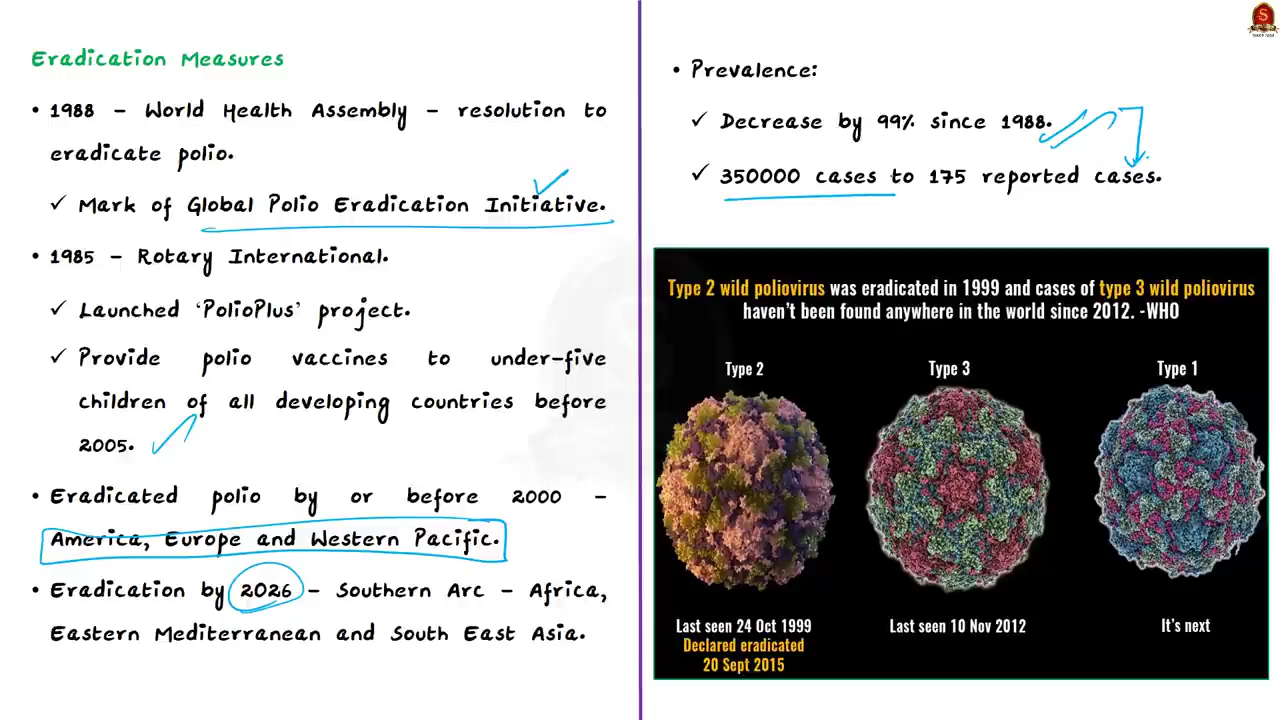 Eradication Measures
• 1988 – World Health Assembly – resolution to
eradicate polio.
✓ Mark of Global Polio Eradication Initiative.
• 1985 – Rotary International.
✓ Launched ‘PolioPlus’ project.
✓ Provide polio vaccines to under-five
children of all developing countries before
2005.
• Eradicated polio by or before 2000 –
America, Europe and Western Pacific.
• Eradication by 2026 – Southern Arc – Africa,
Eastern Mediterranean and South East Asia.
• Prevalence:
✓ Decrease by 99% since 1988.
✓ 350000 cases to 175 reported cases.
Type 2 wild poliovirus was eradicated in 1999 and cases of type 3 wild poliovirus
haven't been found anywhere in the world since 2012. -WHO
Type 2
Type 3
Type 1
Last seen 24 Oct 1999
Declared eradicated
20 Sept 2015
Last seen 10 Nov 2012
It's next
S